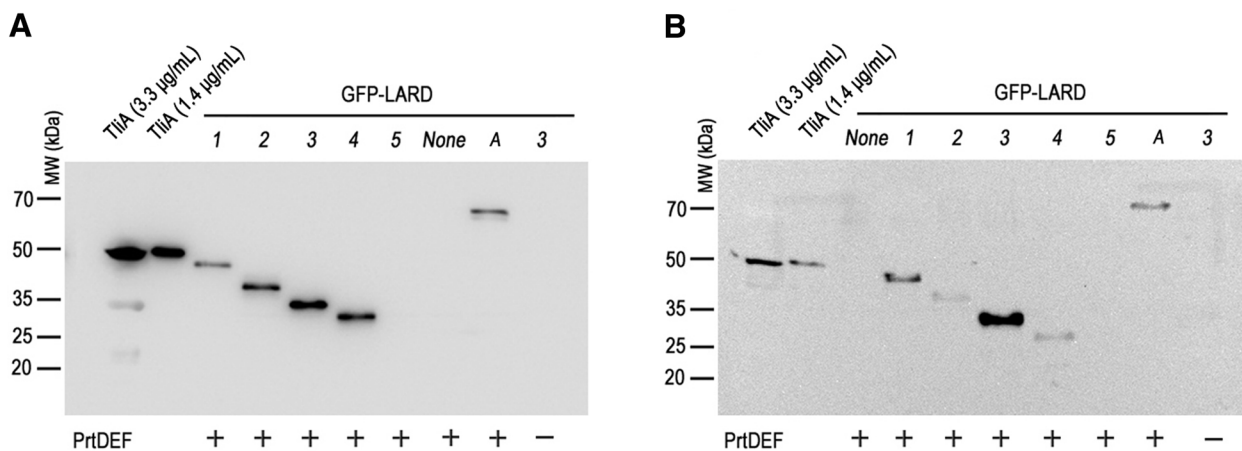 A
TliA (3.3 µg/mL)
TliA (1.4 µg/mL)
GFP-LARD
MW (kDa)
1 2 3 4 5 None A 3
70
50
35
25
20
PrtDEF + + + + + + + −
B
TliA (3.3 µg/mL)
TliA (1.4 µg/mL)
GFP-LARD
MW (kDa)
None 1 2 3 4 5 A 3
70
50
35
25
20
PrtDEF + + + + + + + −